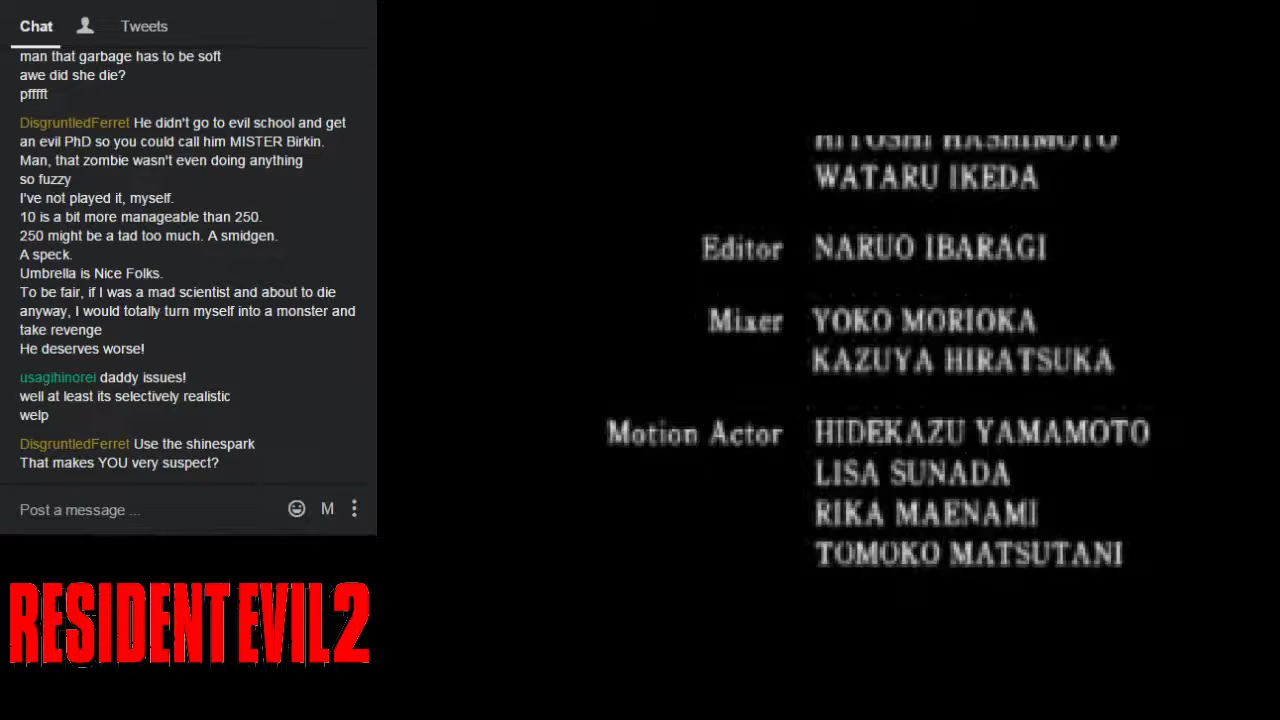 Chat
Tweets
man that garbage has to be soft
awe did she die?
pfffft
DisgruntledFerret He didn't go to evil school and get
an evil PhD so you could call him MISTER Birkin.
Man, that zombie wasn't even doing anything
so fuzzy
I've not played it, myself.
10 is a bit more manageable than 250.
250 might be a tad too much. A smidgen.
A speck.
Umbrella is Nice Folks.
To be fair, if I was a mad scientist and about to die
anyway, I would totally turn myself into a monster and
take revenge
He deserves worse!
usagihinorei daddy issues!
well at least its selectively realistic
welp
DisgruntledFerret Use the shinespark
That makes YOU very suspect?
Post a message ...
M
RESIDENT EVIL 2
HITOSHI HASHIMOTO
WATARU IKEDA
Editor NARUO IBARAGI
Mixer YOKO MORIOKA
KAZUYA HIRATSUKA
Motion Actor HIDEKAZU YAMAMOTO
LISA SUNADA
RIKA MAENAMI
TOMOKO MATSUTANI